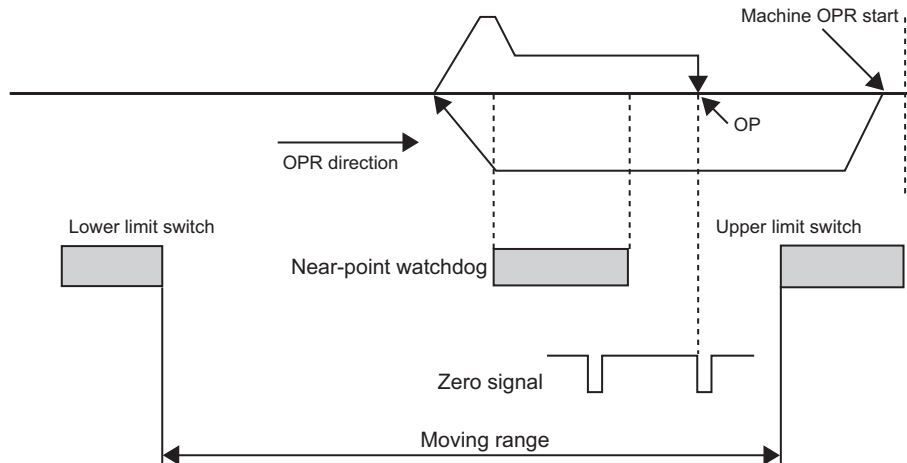 Machine OPR start
OP
OPR direction
Lower limit switch
Upper limit switch
Near-point watchdog
Zero signal
Moving range